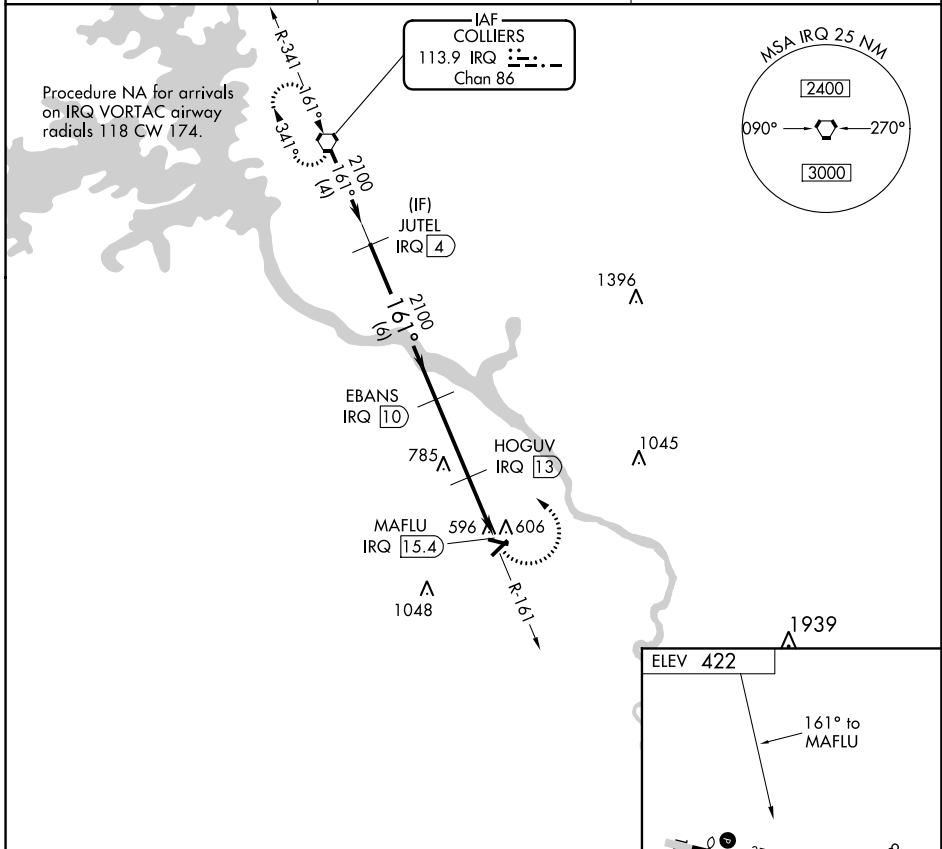 IAF
COLLIERS
113.9 IRQ
Chan 86
MSA IRQ 25 NM
2400
090°
270°
3000
Procedure NA for arrivals
on IRQ VORTAC airway
radials 118 CW 174.
R-341
161°
341°
2100
161°
(4)
(IF)
JUTEL
IRQ 4
1396
2100
161°
(6)
EBANS
IRQ 10
785
HOGUV
IRQ 13
1045
MAFLU
IRQ 15.4
596
606
1048
R-161
1939
ELEV 422
161° to
MAFLU
P